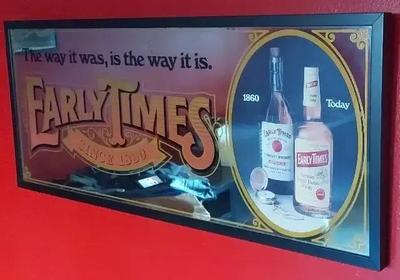 The way it was, is the way it is.
EARLY TIMES
SINCE 1860
1860
Today
EARLY TIMES
EARLY TIMES